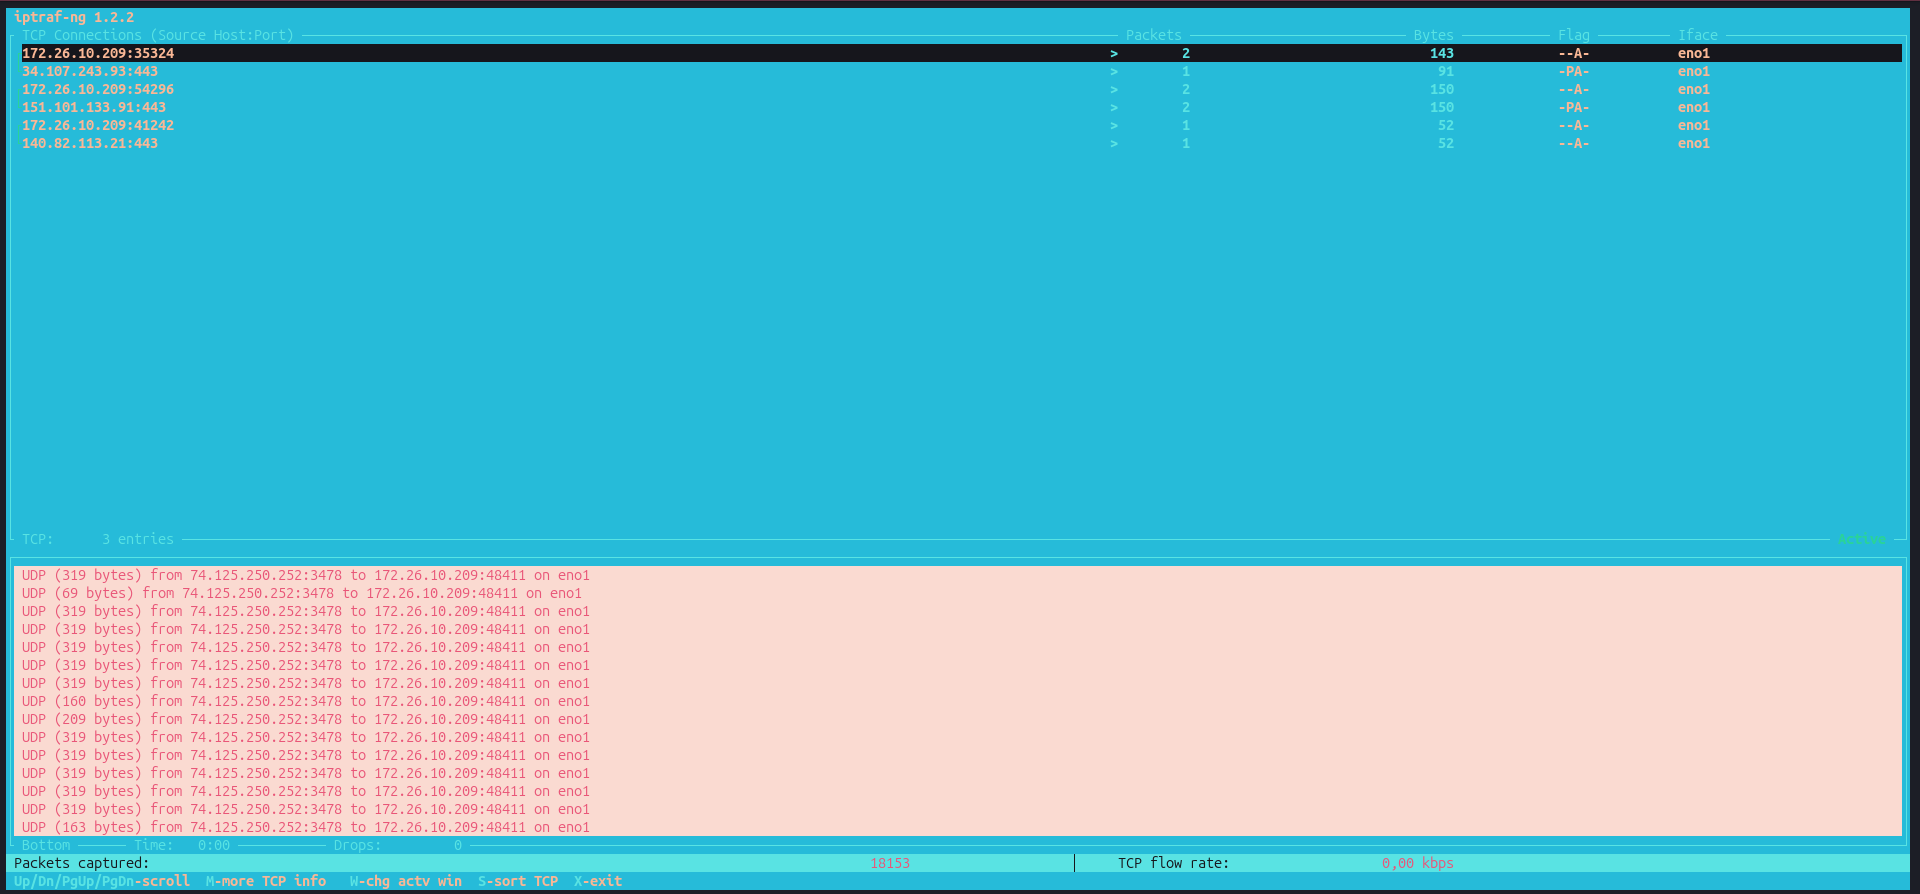 iptraf-ng 1.2.2
TCP Connections (Source Host:Port) Packets Bytes Flag Iface
172.26.10.209:35324 > 2 143 --A- eno1
34.107.243.93:443 > 1 91 -PA- eno1
172.26.10.209:54296 > 2 150 --A- eno1
151.101.133.91:443 > 2 150 -PA- eno1
172.26.10.209:41242 > 1 52 --A- eno1
140.82.113.21:443 > 1 52 --A- eno1
TCP: 3 entries Active
UDP (319 bytes) from 74.125.250.252:3478 to 172.26.10.209:48411 on eno1
UDP (69 bytes) from 74.125.250.252:3478 to 172.26.10.209:48411 on eno1
UDP (319 bytes) from 74.125.250.252:3478 to 172.26.10.209:48411 on eno1
UDP (319 bytes) from 74.125.250.252:3478 to 172.26.10.209:48411 on eno1
UDP (319 bytes) from 74.125.250.252:3478 to 172.26.10.209:48411 on eno1
UDP (319 bytes) from 74.125.250.252:3478 to 172.26.10.209:48411 on eno1
UDP (319 bytes) from 74.125.250.252:3478 to 172.26.10.209:48411 on eno1
UDP (160 bytes) from 74.125.250.252:3478 to 172.26.10.209:48411 on eno1
UDP (209 bytes) from 74.125.250.252:3478 to 172.26.10.209:48411 on eno1
UDP (319 bytes) from 74.125.250.252:3478 to 172.26.10.209:48411 on eno1
UDP (319 bytes) from 74.125.250.252:3478 to 172.26.10.209:48411 on eno1
UDP (319 bytes) from 74.125.250.252:3478 to 172.26.10.209:48411 on eno1
UDP (319 bytes) from 74.125.250.252:3478 to 172.26.10.209:48411 on eno1
UDP (319 bytes) from 74.125.250.252:3478 to 172.26.10.209:48411 on eno1
UDP (163 bytes) from 74.125.250.252:3478 to 172.26.10.209:48411 on eno1
Bottom Time: 0:00 Drops: 0
Packets captured: 18153 TCP flow rate: 0,00 kbps
Up/Dn/PgUp/PgDn-scroll M-more TCP info W-chg actv win S-sort TCP X-exit